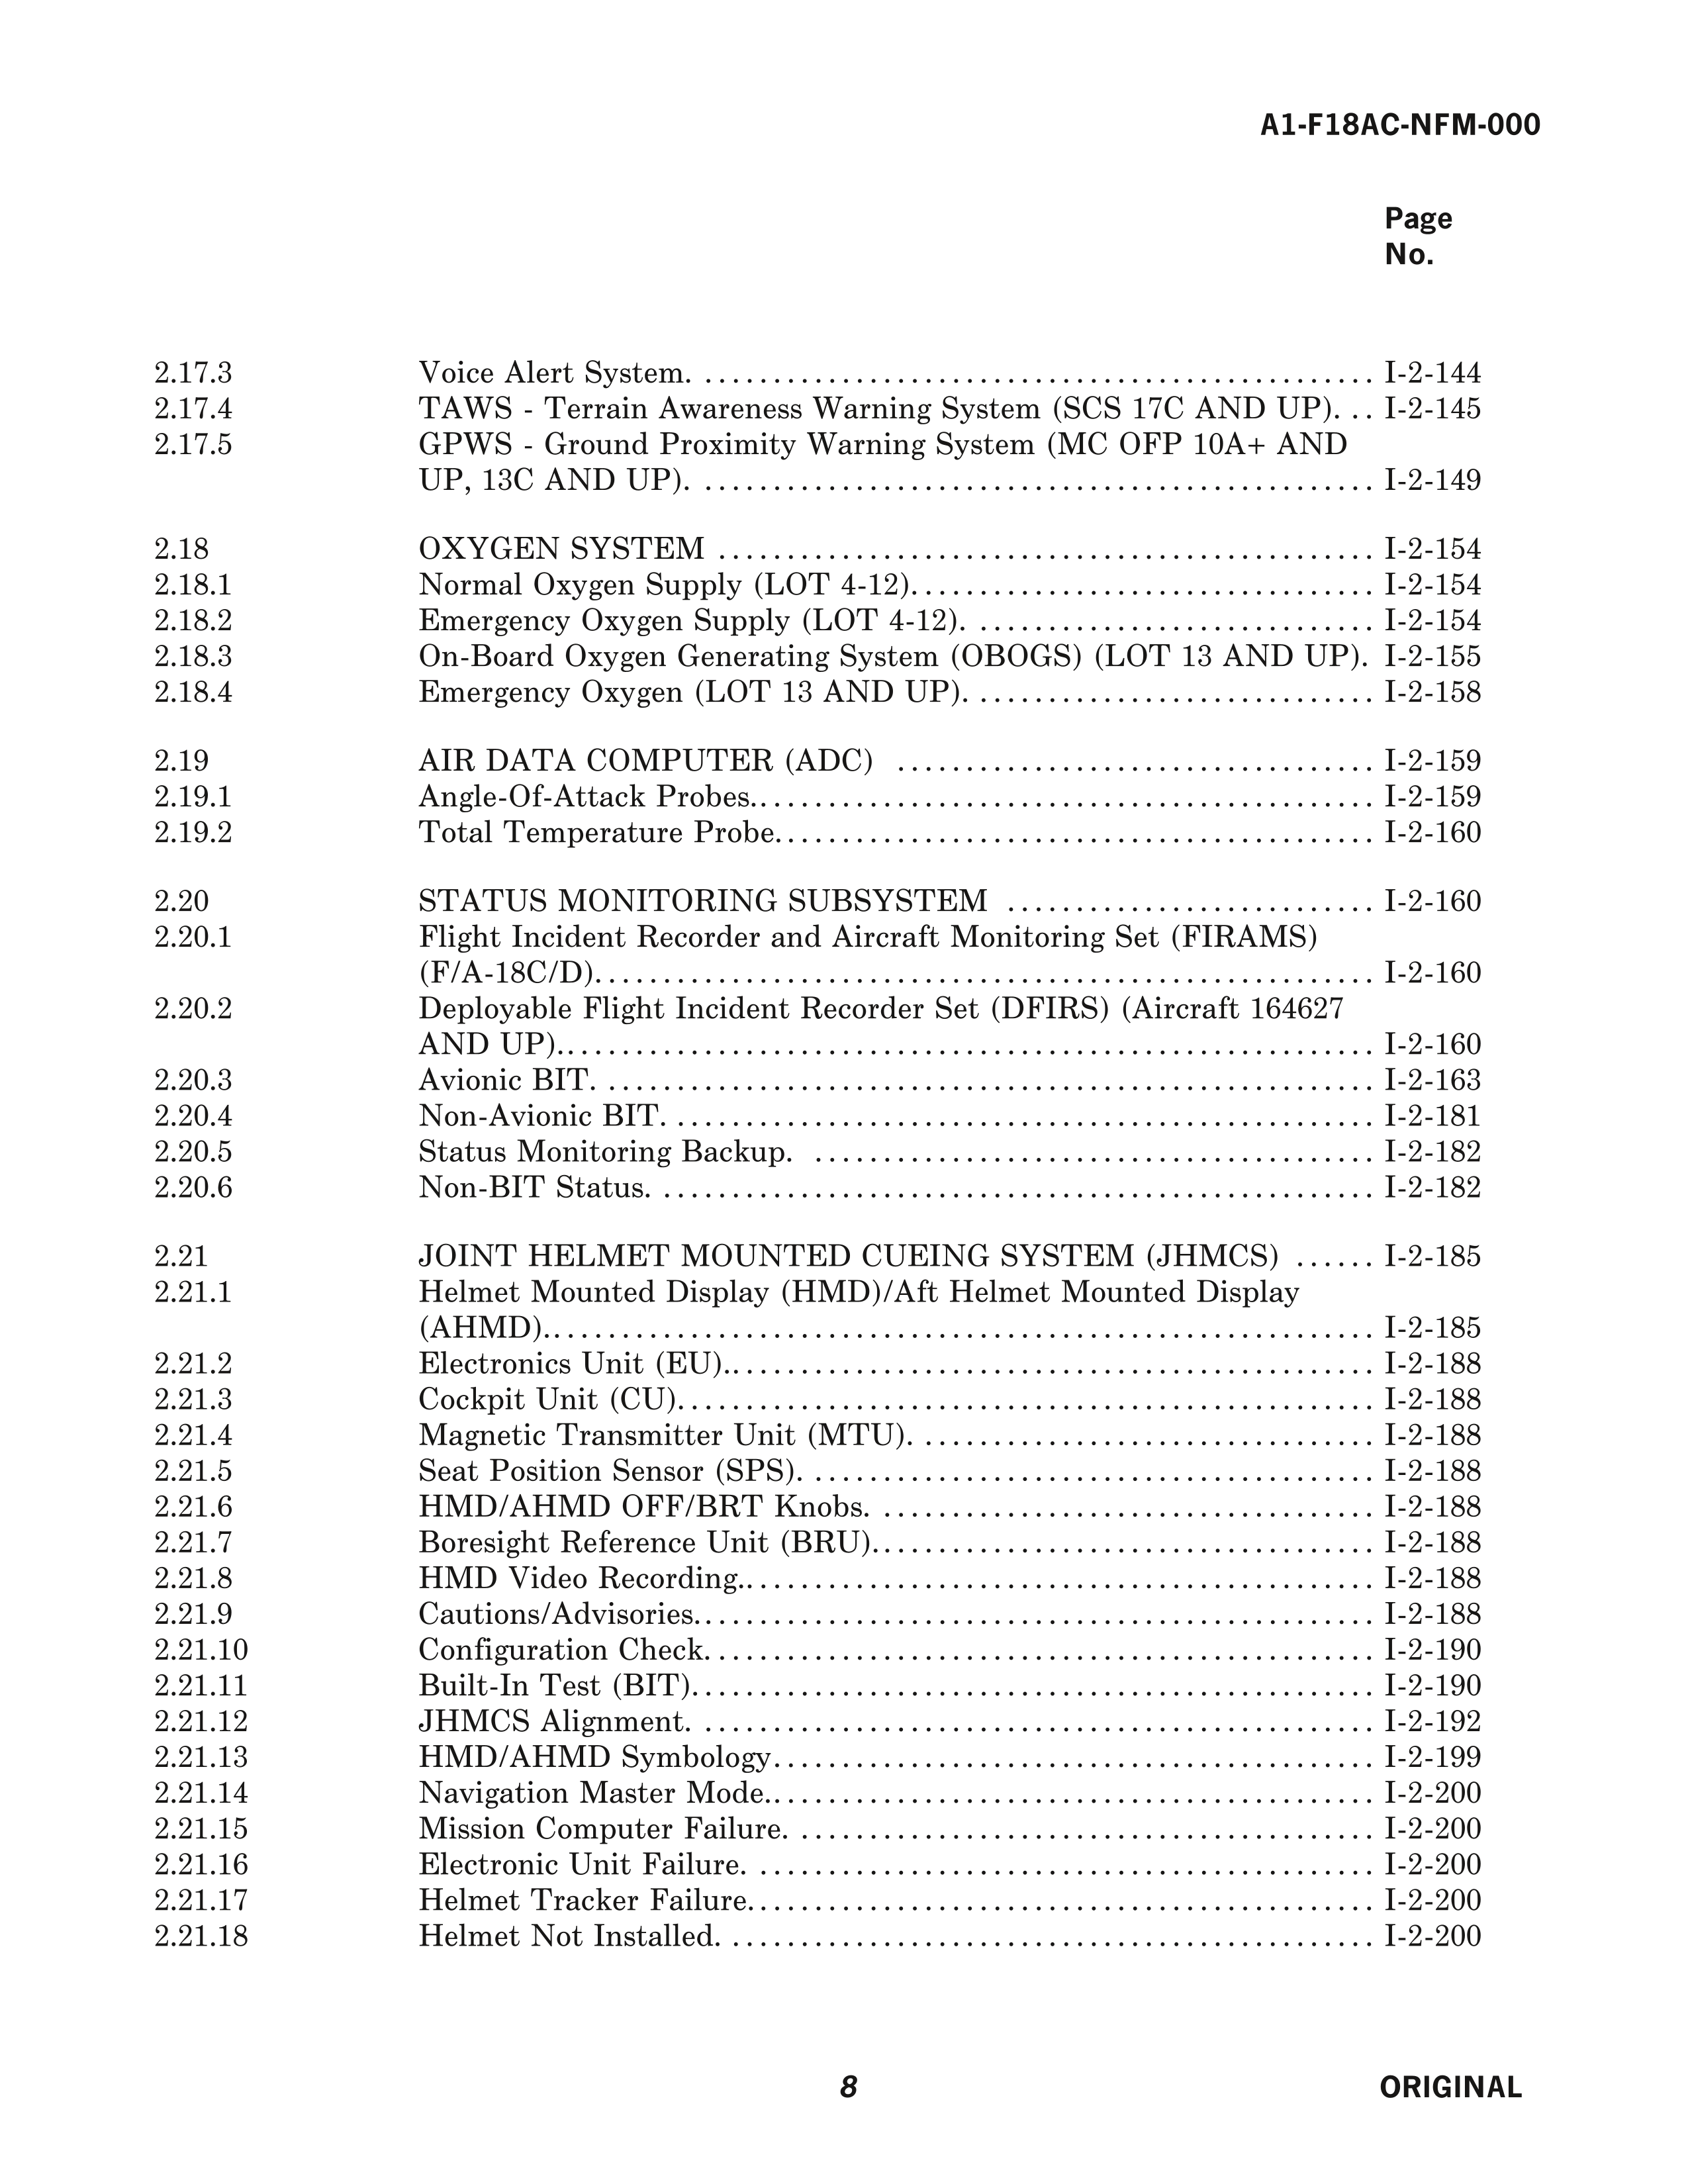 A1-F18AC-NFM-000
Page
No.
2.17.3 Voice Alert System. ................................................ I-2-144
2.17.4 TAWS - Terrain Awareness Warning System (SCS 17C AND UP). .. I-2-145
2.17.5 GPWS - Ground Proximity Warning System (MC OFP 10A+ AND
UP, 13C AND UP). ................................................ I-2-149
2.18 OXYGEN SYSTEM ................................................ I-2-154
2.18.1 Normal Oxygen Supply (LOT 4-12)................................. I-2-154
2.18.2 Emergency Oxygen Supply (LOT 4-12). ............................. I-2-154
2.18.3 On-Board Oxygen Generating System (OBOGS) (LOT 13 AND UP). I-2-155
2.18.4 Emergency Oxygen (LOT 13 AND UP). ............................. I-2-158
2.19 AIR DATA COMPUTER (ADC) ................................... I-2-159
2.19.1 Angle-Of-Attack Probes.............................................. I-2-159
2.19.2 Total Temperature Probe............................................ I-2-160
2.20 STATUS MONITORING SUBSYSTEM ........................... I-2-160
2.20.1 Flight Incident Recorder and Aircraft Monitoring Set (FIRAMS)
(F/A-18C/D)......................................................... I-2-160
2.20.2 Deployable Flight Incident Recorder Set (DFIRS) (Aircraft 164627
AND UP)............................................................ I-2-160
2.20.3 Avionic BIT. ........................................................ I-2-163
2.20.4 Non-Avionic BIT. ................................................... I-2-181
2.20.5 Status Monitoring Backup. ......................................... I-2-182
2.20.6 Non-BIT Status. .................................................... I-2-182
2.21 JOINT HELMET MOUNTED CUEING SYSTEM (JHMCS) ...... I-2-185
2.21.1 Helmet Mounted Display (HMD)/Aft Helmet Mounted Display
(AHMD)............................................................. I-2-185
2.21.2 Electronics Unit (EU)................................................ I-2-188
2.21.3 Cockpit Unit (CU)................................................... I-2-188
2.21.4 Magnetic Transmitter Unit (MTU). ................................. I-2-188
2.21.5 Seat Position Sensor (SPS). ......................................... I-2-188
2.21.6 HMD/AHMD OFF/BRT Knobs. .................................... I-2-188
2.21.7 Boresight Reference Unit (BRU)..................................... I-2-188
2.21.8 HMD Video Recording............................................... I-2-188
2.21.9 Cautions/Advisories.................................................. I-2-188
2.21.10 Configuration Check................................................. I-2-190
2.21.11 Built-In Test (BIT).................................................. I-2-190
2.21.12 JHMCS Alignment. ................................................. I-2-192
2.21.13 HMD/AHMD Symbology............................................ I-2-199
2.21.14 Navigation Master Mode............................................. I-2-200
2.21.15 Mission Computer Failure. .......................................... I-2-200
2.21.16 Electronic Unit Failure. ............................................. I-2-200
2.21.17 Helmet Tracker Failure.............................................. I-2-200
2.21.18 Helmet Not Installed. ............................................... I-2-200
8 ORIGINAL